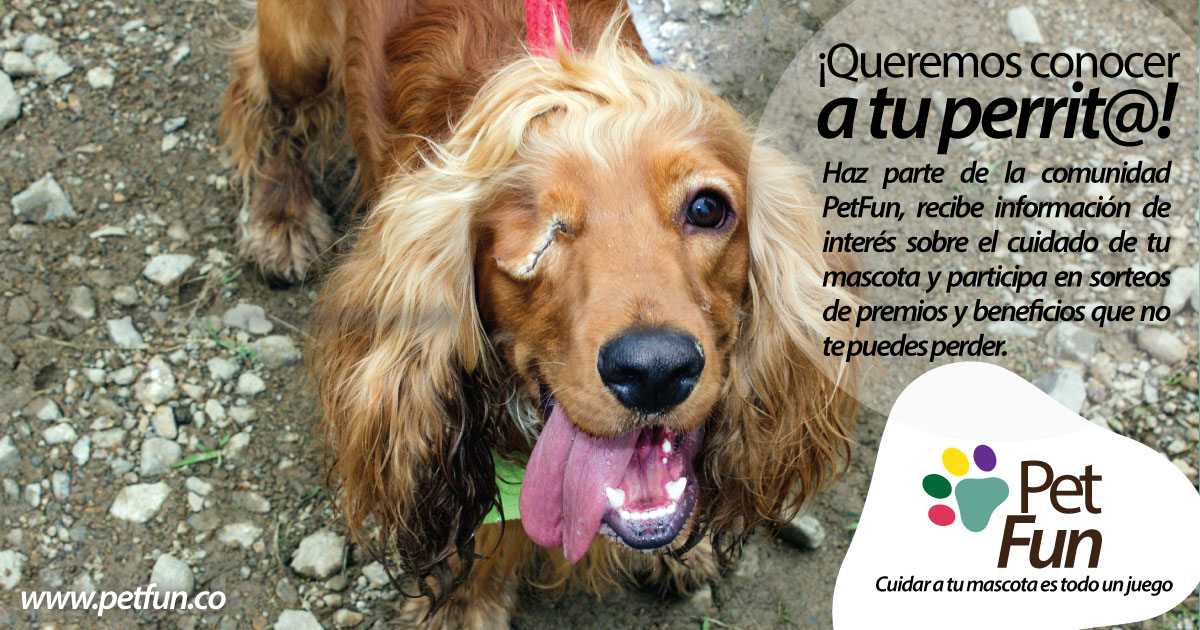 ¡Queremos conocer
a tu perrit@!
Haz parte de la comunidad
PetFun, recibe información de
interés sobre el cuidado de tu
mascota y participa en sorteos
de premios y beneficios que no
te puedes perder.
Pet
Fun
Cuidar a tu mascota es todo un juego
www.petfun.co